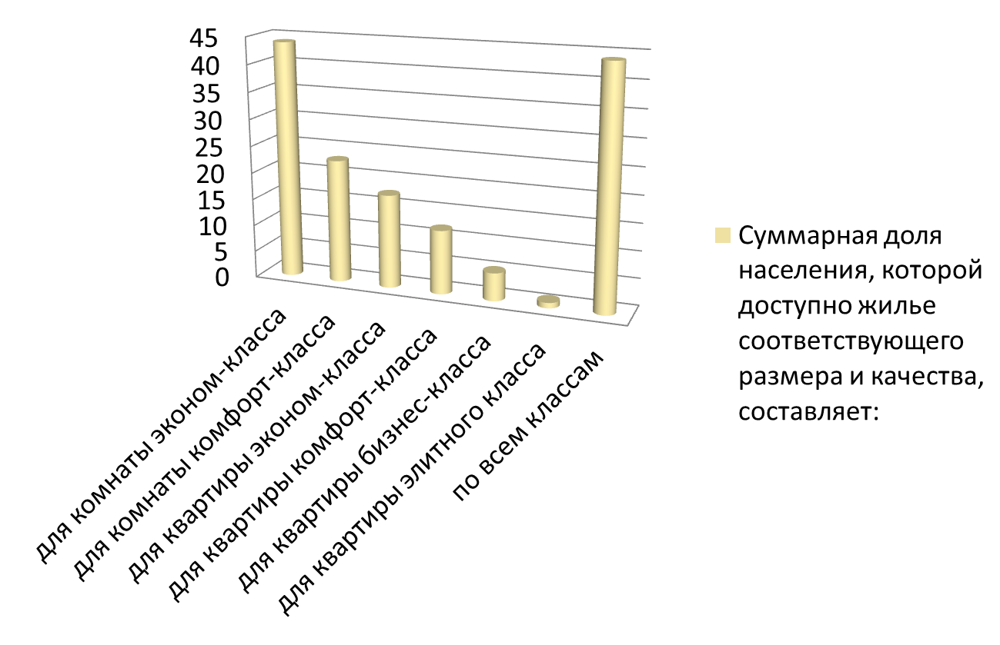 45
40
35
30
25
20
15
10
5
0
для комнаты эконом-класса
для комнаты комфорт-класса
для квартиры эконом-класса
для квартиры комфорт-класса
для квартиры бизнес-класса
для квартиры элитного класса
по всем классам
Суммарная доля
населения, которой
доступно жилье
соответствующего
размера и качества,
составляет: